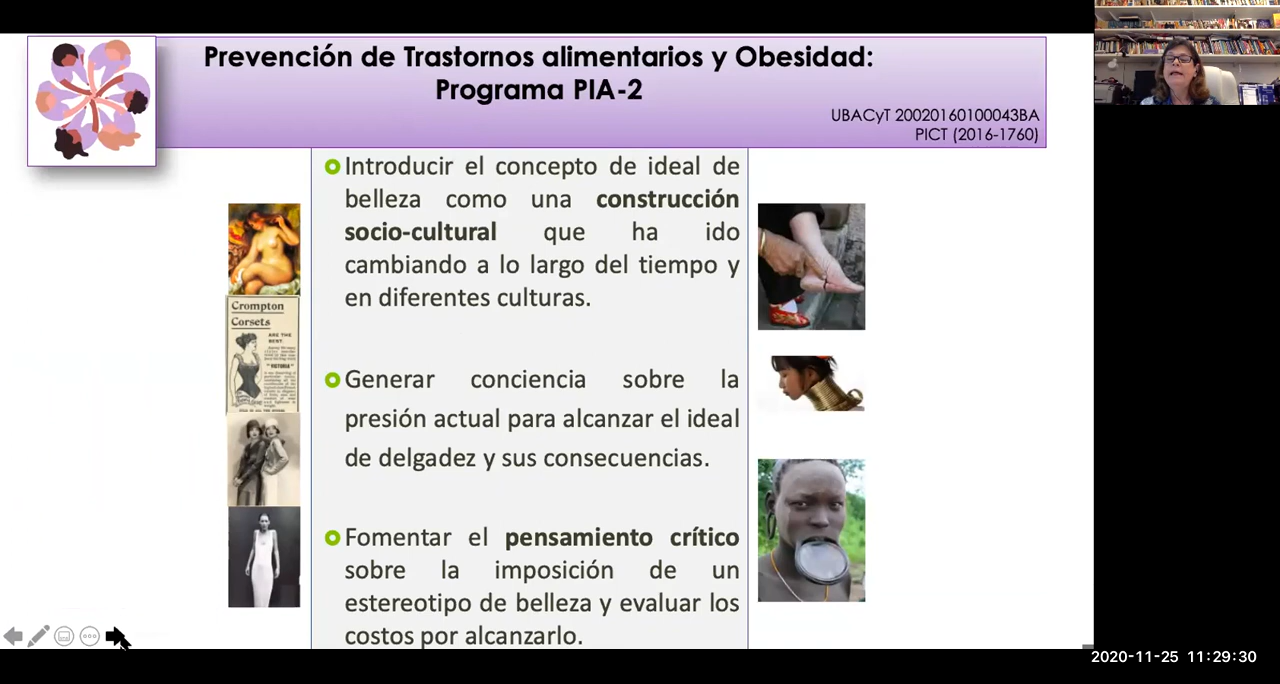 Prevención de Trastornos alimentarios y Obesidad:
Programa PIA-2
UBACyT 20020160100043BA
PICT (2016-1760)
Introducir el concepto de ideal de
belleza como una construcción
socio-cultural que ha ido
cambiando a lo largo del tiempo y
en diferentes culturas.
Generar conciencia sobre la
presión actual para alcanzar el ideal
de delgadez y sus consecuencias.
Fomentar el pensamiento crítico
sobre la imposición de un
estereotipo de belleza y evaluar los
costos por alcanzarlo.
Crompton
Corsets
ARE THE
BEST.
2020-11-25 11:29:30